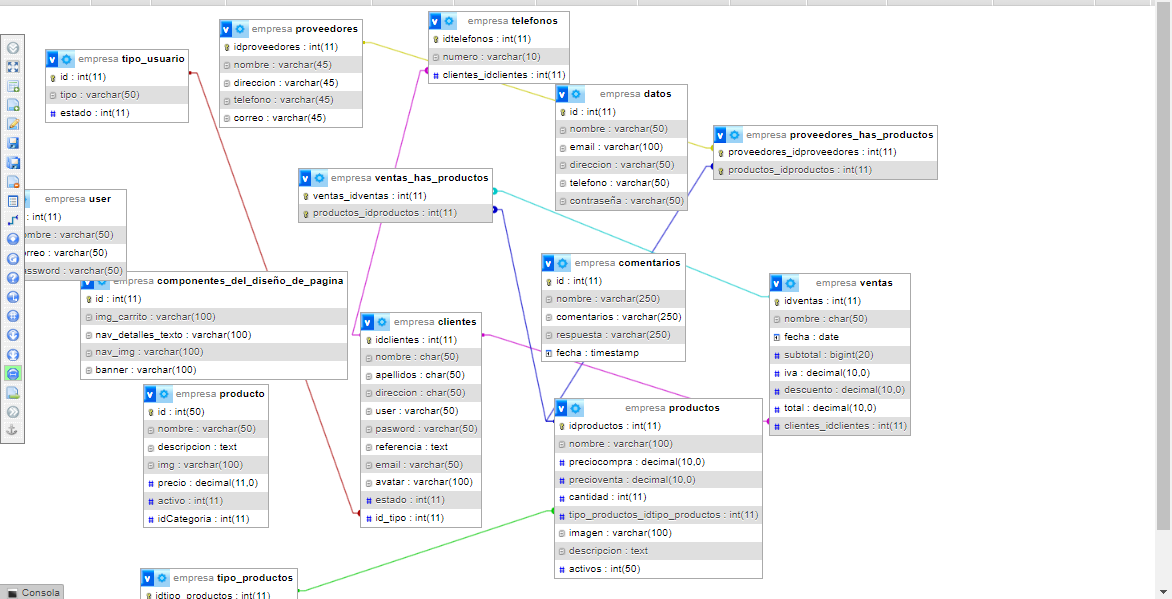 empresa proveedores
idproveedores : int(11)
nombre : varchar(45)
direccion : varchar(45)
telefono : varchar(45)
correo : varchar(45)
empresa telefonos
idtelefonos : int(11)
numero : varchar(10)
clientes_idclientes : int(11)
empresa tipo_usuario
id : int(11)
tipo : varchar(50)
estado : int(11)
empresa datos
id : int(11)
nombre : varchar(50)
email : varchar(100)
direccion : varchar(50)
telefono : varchar(50)
contraseña : varchar(50)
empresa proveedores_has_productos
proveedores_idproveedores : int(11)
productos_idproductos : int(11)
empresa ventas_has_productos
ventas_idventas : int(11)
productos_idproductos : int(11)
empresa user
: int(11)
mbre : varchar(50)
rreo : varchar(50)
ssword : varchar(50)
empresa componentes_del_diseño_de_pagina
id : int(11)
img_carrito : varchar(100)
nav_detalles_texto : varchar(100)
nav_img : varchar(100)
banner : varchar(100)
empresa comentarios
id : int(11)
nombre : varchar(250)
comentarios : varchar(250)
respuesta : varchar(250)
fecha : timestamp
empresa ventas
idventas : int(11)
nombre : char(50)
fecha : date
subtotal : bigint(20)
iva : decimal(10,0)
descuento : decimal(10,0)
total : decimal(10,0)
clientes_idclientes : int(11)
empresa clientes
idclientes : int(11)
nombre : char(50)
apellidos : char(50)
direccion : char(50)
user : varchar(50)
pasword : varchar(50)
referencia : text
email : varchar(50)
avatar : varchar(100)
estado : int(11)
id_tipo : int(11)
empresa producto
id : int(50)
nombre : varchar(50)
descripcion : text
img : varchar(100)
precio : decimal(11,0)
activo : int(11)
idCategoria : int(11)
empresa productos
idproductos : int(11)
nombre : varchar(100)
preciocompra : decimal(10,0)
precioventa : decimal(10,0)
cantidad : int(11)
tipo_productos_idtipo_productos : int(11)
imagen : varchar(100)
descripcion : text
activos : int(50)
empresa tipo_productos
idtipo_productos : int(11)
Consola